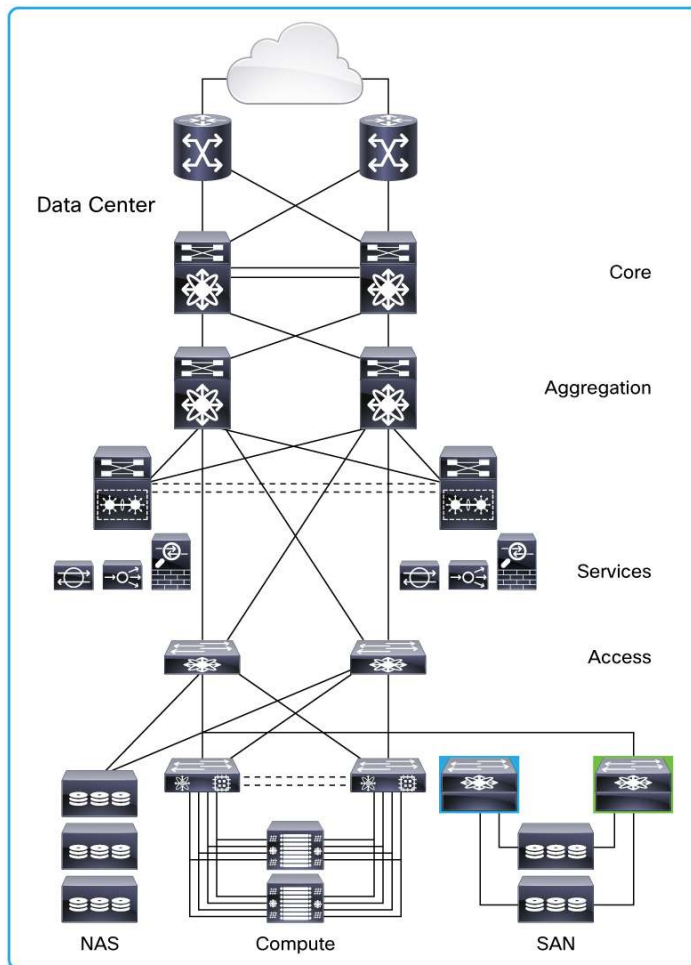 Data Center
Core
Aggregation
Services
Access
NAS
Compute
SAN